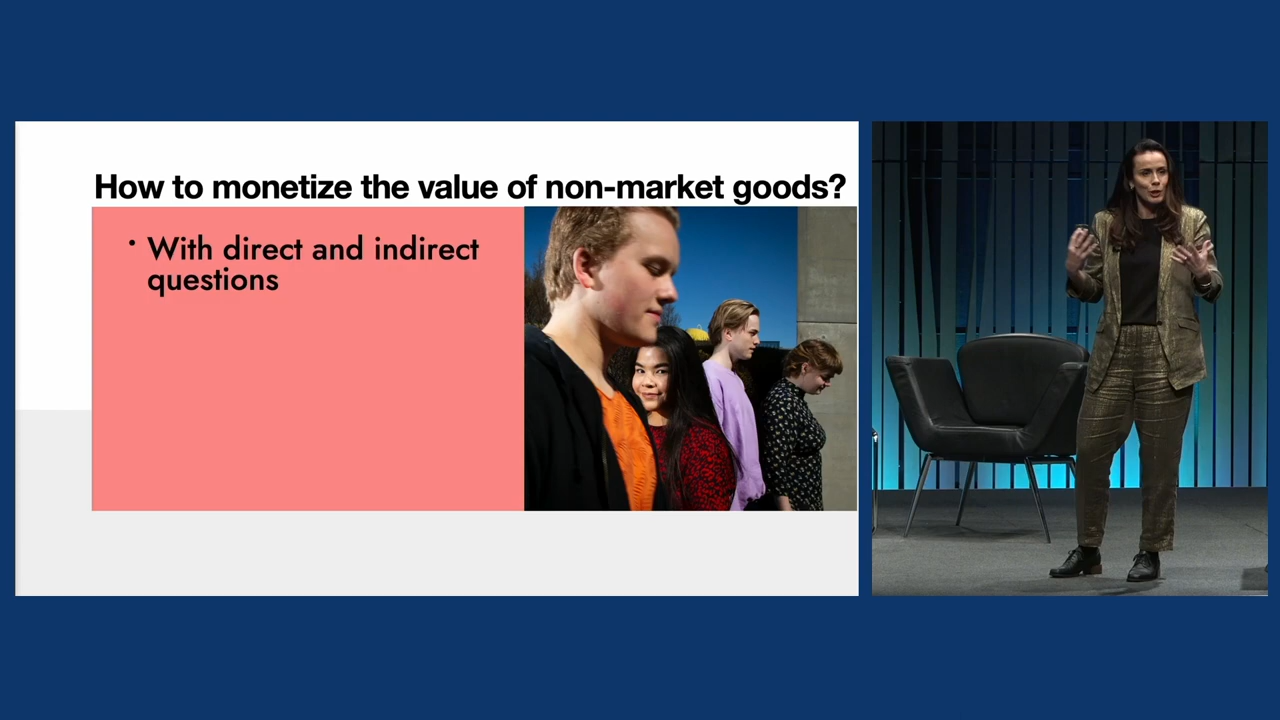 How to monetize the value of non-market goods?
• With direct and indirect
questions